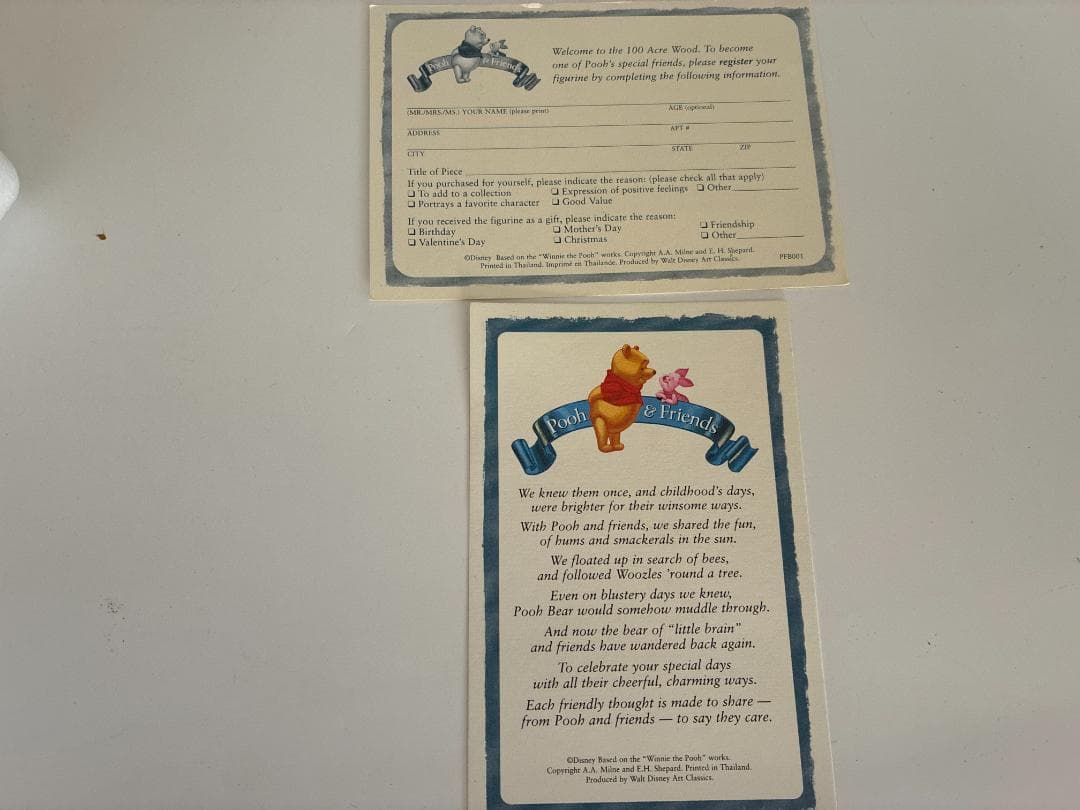 Pooh & Friends
Welcome to the 100 Acre Wood. To become
one of Pooh's special friends, please register your
figurine by completing the following information.
(MR./MRS./MS.) YOUR NAME (please print) AGE (optional)
ADDRESS APT #
CITY STATE ZIP
Title of Piece
If you purchased for yourself, please indicate the reason: (please check all that apply)
❏ To add to a collection ❏ Expression of positive feelings ❏ Other
❏ Portrays a favorite character ❏ Good Value
If you received the figurine as a gift, please indicate the reason:
❏ Birthday ❏ Mother's Day ❏ Friendship
❏ Valentine's Day ❏ Christmas ❏ Other
©Disney Based on the "Winnie the Pooh" works. Copyright A.A. Milne and E. H. Shepard.
Printed in Thailand. Imprimé en Thailande. Produced by Walt Disney Art Classics. PFB001
Pooh & Friends
We knew them once, and childhood's days,
were brighter for their winsome ways.
With Pooh and friends, we shared the fun,
of hums and smackerals in the sun.
We floated up in search of bees,
and followed Woozles 'round a tree.
Even on blustery days we knew,
Pooh Bear would somehow muddle through.
And now the bear of "little brain"
and friends have wandered back again.
To celebrate your special days
with all their cheerful, charming ways.
Each friendly thought is made to share —
from Pooh and friends — to say they care.
©Disney Based on the "Winnie the Pooh" works.
Copyright A.A. Milne and E.H. Shepard. Printed in Thailand.
Produced by Walt Disney Art Classics.